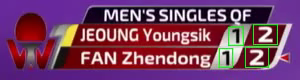 MEN'S SINGLES QF
JEOUNG Youngsik 1 2
FAN Zhendong 1 2